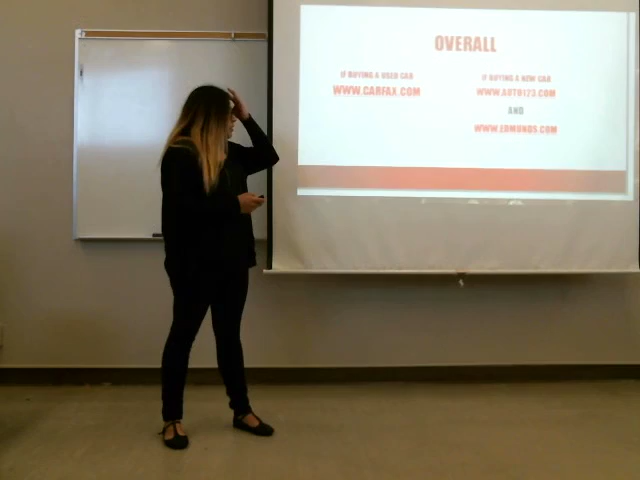 OVERALL
IF BUYING A USED CAR
WWW.CARFAX.COM
IF BUYING A NEW CAR
WWW.AUTO123.COM
AND
WWW.EDMUNDS.COM